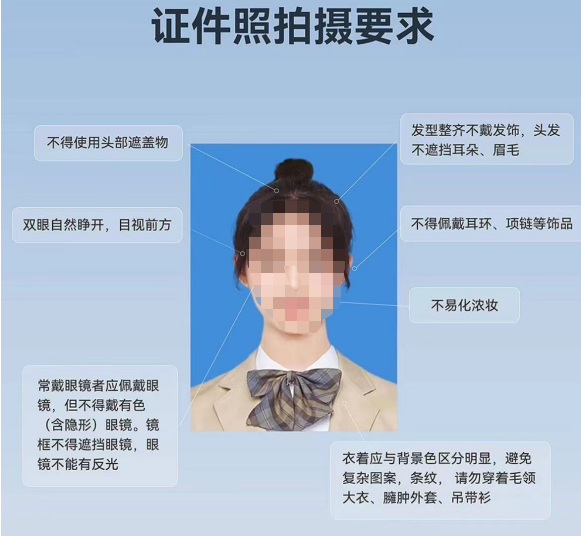 证件照拍摄要求
不得使用头部遮盖物
发型整齐不戴发饰，头发
不遮挡耳朵、眉毛
双眼自然睁开，目视前方
不得佩戴耳环、项链等饰品
不易化浓妆
常戴眼镜者应佩戴眼
镜，但不得戴有色
（含隐形）眼镜。镜
框不得遮挡眼镜，眼
镜不能有反光
衣着应与背景色区分明显，避免
复杂图案，条纹， 请勿穿着毛领
大衣、臃肿外套、吊带衫